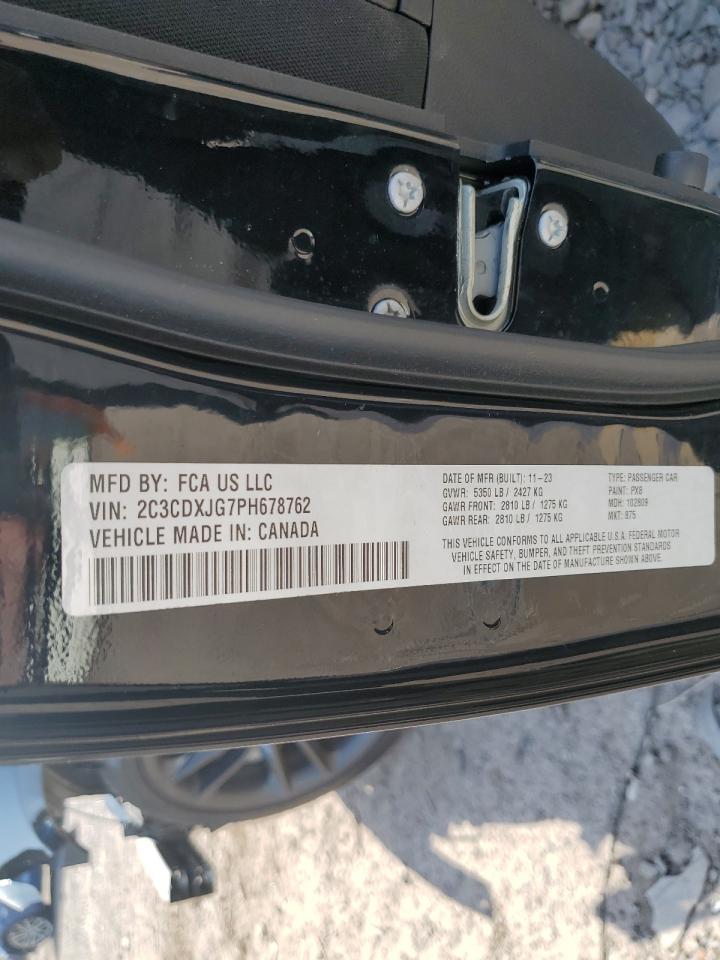 MFD BY: FCA US LLC
VIN: 2C3CDXJG7PH678762
VEHICLE MADE IN: CANADA
DATE OF MFR (BUILT): 11-23
GVWR: 5350 LB / 2427 KG
GAWR FRONT: 2810 LB / 1275 KG
GAWR REAR: 2810 LB / 1275 KG
TYPE: PASSENGER CAR
PAINT: PX8
MDH: 102809
MKT: 875
THIS VEHICLE CONFORMS TO ALL APPLICABLE U.S.A. FEDERAL MOTOR
VEHICLE SAFETY, BUMPER, AND THEFT PREVENTION STANDARDS
IN EFFECT ON THE DATE OF MANUFACTURE SHOWN ABOVE.